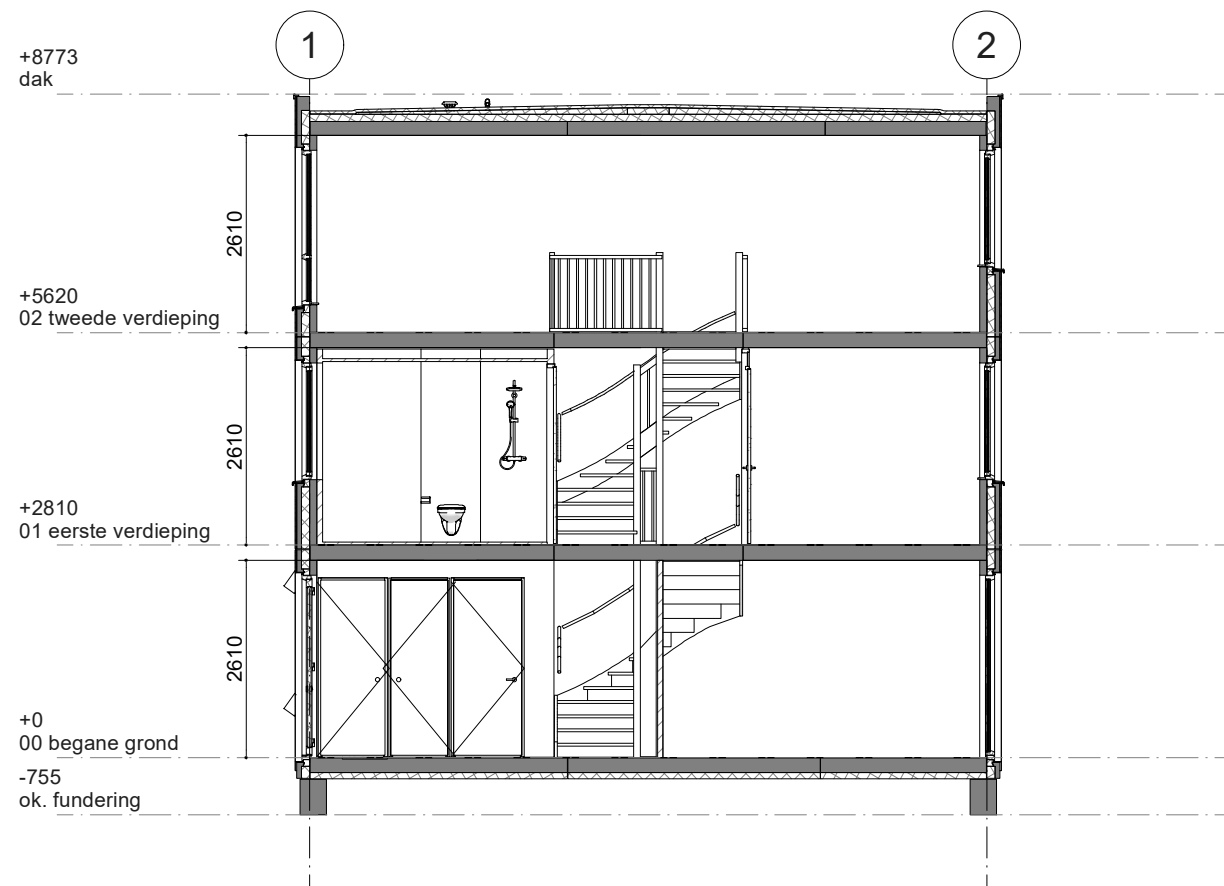 1
2
+8773
dak
2610
+5620
02 tweede verdieping
2610
+2810
01 eerste verdieping
2610
+0
00 begane grond
-755
ok. fundering